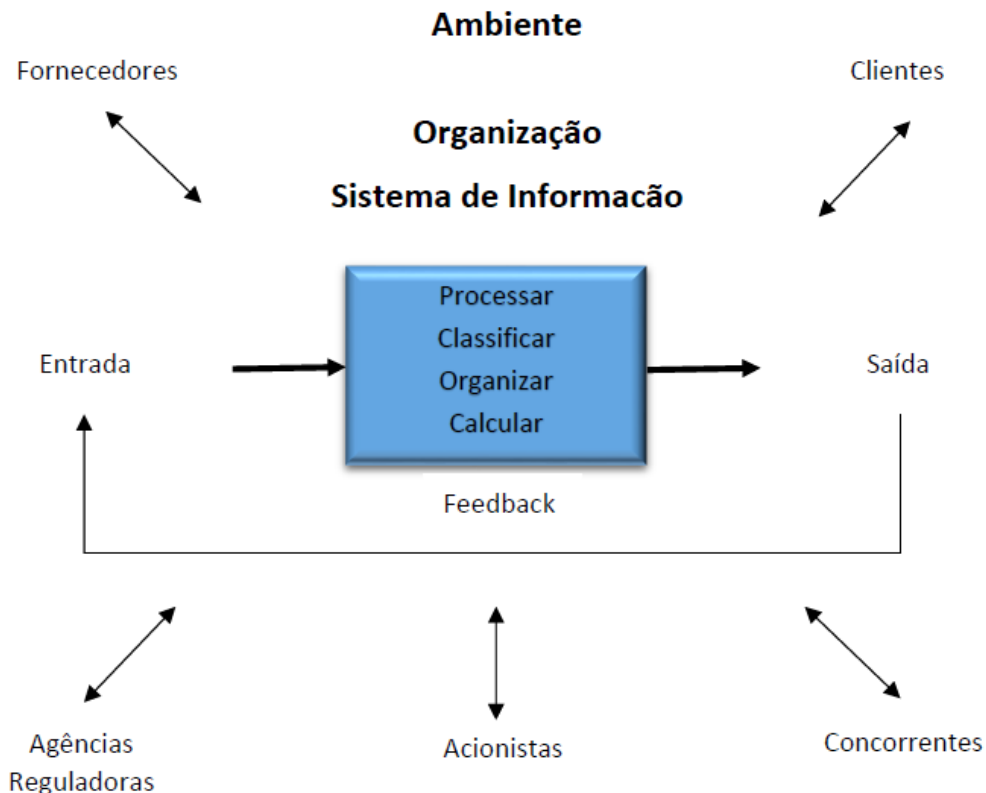 Ambiente
Fornecedores
Clientes
Organização
Sistema de Informacão
Processar
Classificar
Organizar
Calcular
Entrada
Saída
Feedback
Agências
Reguladoras
Acionistas
Concorrentes